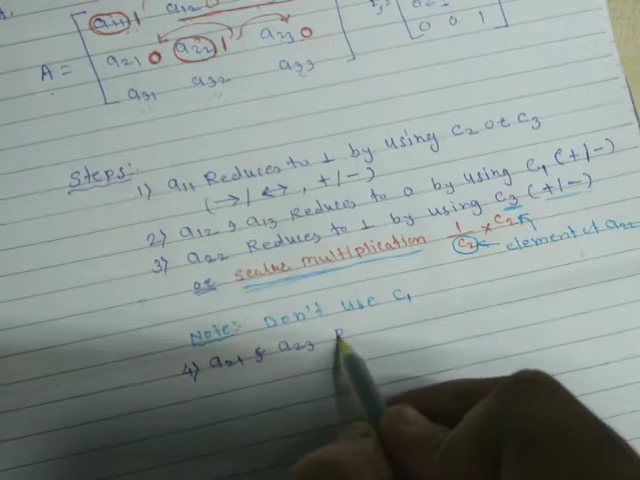 a11 1 a12
a21 0 a22 1 a23 0
A =
a31 a32 a33
0 0 1
Steps:
1) a11 Reduces to 1 by using C2 or C3
(→ / ↔ , + / -)
2) a12 & a13 Reduces to 0 by using C1 (+/-)
3) a22 Reduces to 1 by using C3 (+/-)
or scalar multiplication 1/C2 × C2 ← element of a22
Note: Don't use C1
4) a21 & a23 R